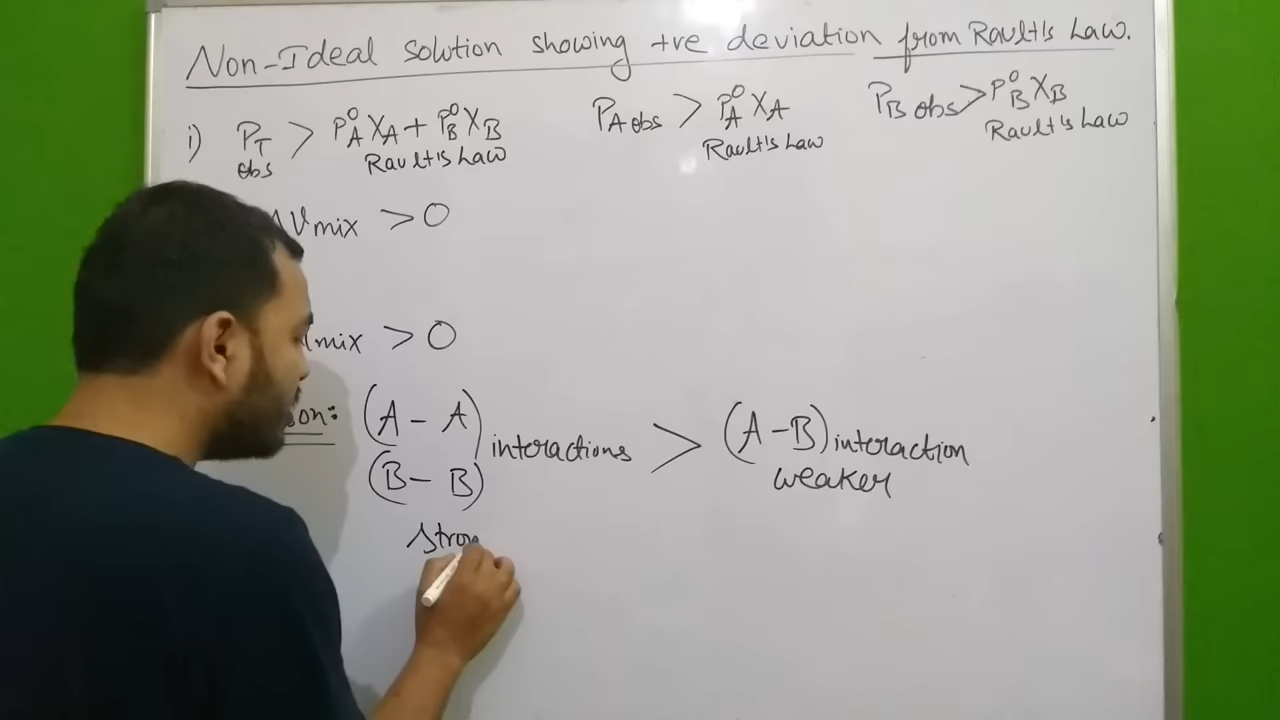 Non-Ideal solution showing +ve deviation from Rault's Law.
i) PT obs > P°A XA + P°B XB Rault's Law
PA obs > P°A XA Rault's Law
PB obs > P°B XB Rault's Law
Vmix > 0
mix > 0
(A - A) (B - B) interactions > (A - B) interaction
weaker